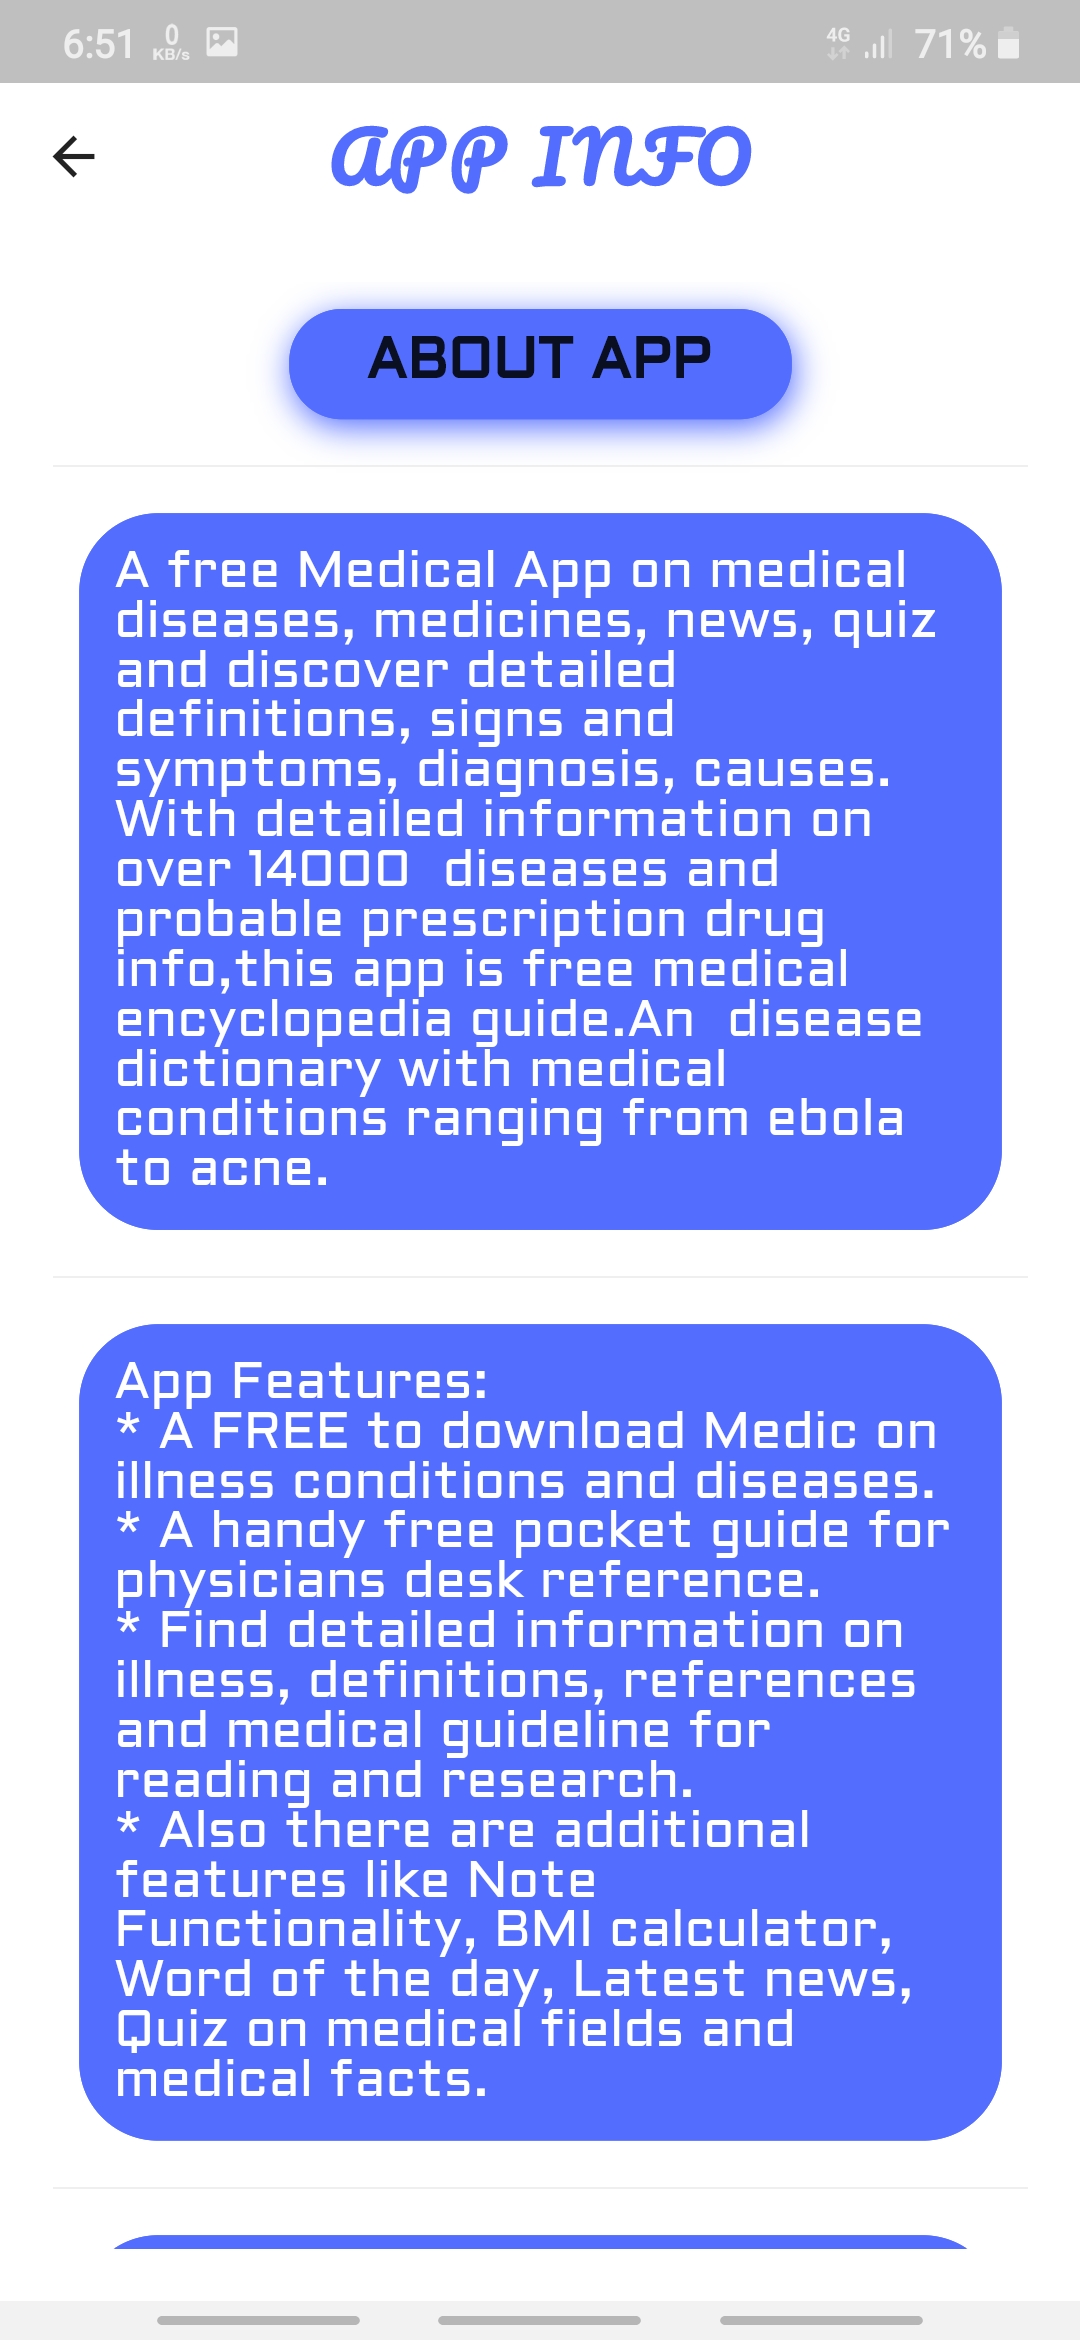 6:51 0 KB/s 4G 71%
APP INFO
ABOUT APP
A free Medical App on medical
diseases, medicines, news, quiz
and discover detailed
definitions, signs and
symptoms, diagnosis, causes.
With detailed information on
over 14000  diseases and
probable prescription drug
info,this app is free medical
encyclopedia guide.An  disease
dictionary with medical
conditions ranging from ebola
to acne.
App Features:
* A FREE to download Medic on
illness conditions and diseases.
* A handy free pocket guide for
physicians desk reference.
* Find detailed information on
illness, definitions, references
and medical guideline for
reading and research.
* Also there are additional
features like Note
Functionality, BMI calculator,
Word of the day, Latest news,
Quiz on medical fields and
medical facts.